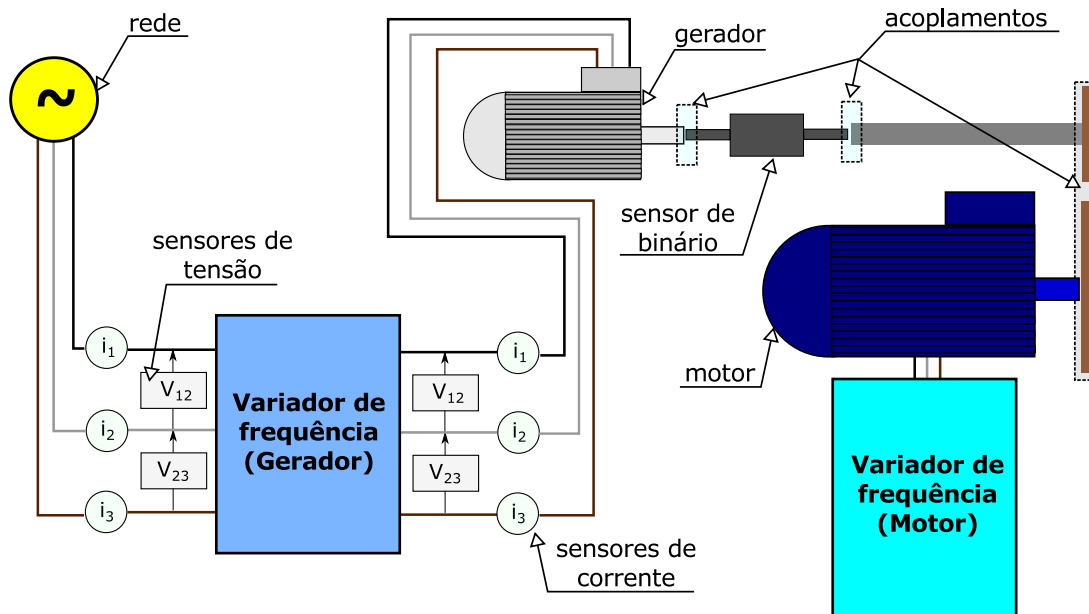 rede
~
gerador
acoplamentos
sensor de
binário
sensores de
tensão
motor
i1
V12
i2
V23
i3
Variador de
frequência
(Gerador)
i1
V12
i2
V23
i3
sensores de
corrente
Variador de
frequência
(Motor)